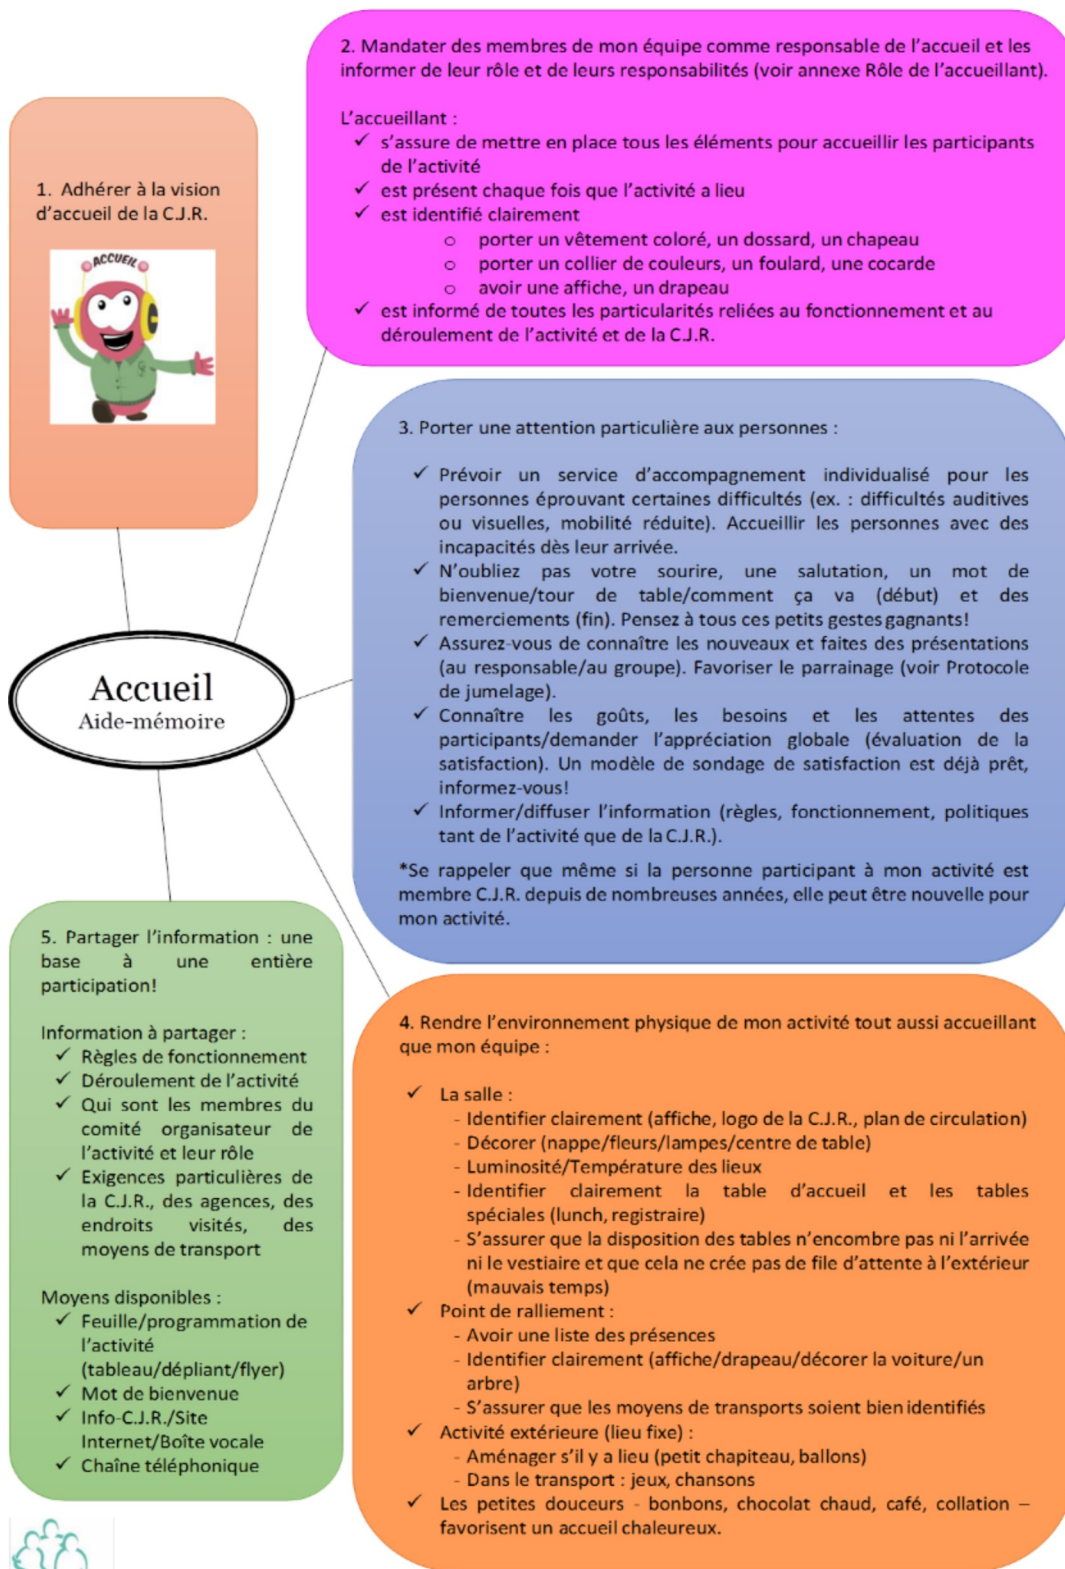 1. Adhérer à la vision
d'accueil de la C.J.R.
ACCUEIL
2. Mandater des membres de mon équipe comme responsable de l'accueil et les
informer de leur rôle et de leurs responsabilités (voir annexe Rôle de l'accueillant).
L'accueillant :
✓ s'assure de mettre en place tous les éléments pour accueillir les participants
de l'activité
✓ est présent chaque fois que l'activité a lieu
✓ est identifié clairement
o porter un vêtement coloré, un dossard, un chapeau
o porter un collier de couleurs, un foulard, une cocarde
o avoir une affiche, un drapeau
✓ est informé de toutes les particularités reliées au fonctionnement et au
déroulement de l'activité et de la C.J.R.
3. Porter une attention particulière aux personnes :
✓ Prévoir un service d'accompagnement individualisé pour les
personnes éprouvant certaines difficultés (ex. : difficultés auditives
ou visuelles, mobilité réduite). Accueillir les personnes avec des
incapacités dès leur arrivée.
✓ N'oubliez pas votre sourire, une salutation, un mot de
bienvenue/tour de table/comment ça va (début) et des
remerciements (fin). Pensez à tous ces petits gestes gagnants!
✓ Assurez-vous de connaître les nouveaux et faites des présentations
(au responsable/au groupe). Favoriser le parrainage (voir Protocole
de jumelage).
✓ Connaître les goûts, les besoins et les attentes des
participants/demander l'appréciation globale (évaluation de la
satisfaction). Un modèle de sondage de satisfaction est déjà prêt,
informez-vous!
✓ Informer/diffuser l'information (règles, fonctionnement, politiques
tant de l'activité que de la C.J.R.).
*Se rappeler que même si la personne participant à mon activité est
membre C.J.R. depuis de nombreuses années, elle peut être nouvelle pour
mon activité.
Accueil
Aide-mémoire
4. Rendre l'environnement physique de mon activité tout aussi accueillant
que mon équipe :
✓ La salle :
- Identifier clairement (affiche, logo de la C.J.R., plan de circulation)
- Décorer (nappe/fleurs/lampes/centre de table)
- Luminosité/Température des lieux
- Identifier clairement la table d'accueil et les tables
spéciales (lunch, registraire)
- S'assurer que la disposition des tables n'encombre pas ni l'arrivée
ni le vestiaire et que cela ne crée pas de file d'attente à l'extérieur
(mauvais temps)
✓ Point de ralliement :
- Avoir une liste des présences
- Identifier clairement (affiche/drapeau/décorer la voiture/un
arbre)
- S'assurer que les moyens de transports soient bien identifiés
✓ Activité extérieure (lieu fixe) :
- Aménager s'il y a lieu (petit chapiteau, ballons)
- Dans le transport : jeux, chansons
✓ Les petites douceurs - bonbons, chocolat chaud, café, collation –
favorisent un accueil chaleureux.
5. Partager l'information : une
base à une entière
participation!
Information à partager :
✓ Règles de fonctionnement
✓ Déroulement de l'activité
✓ Qui sont les membres du
comité organisateur de
l'activité et leur rôle
✓ Exigences particulières de
la C.J.R., des agences, des
endroits visités, des
moyens de transport
Moyens disponibles :
✓ Feuille/programmation de
l'activité
(tableau/dépliant/flyer)
✓ Mot de bienvenue
✓ Info-C.J.R./Site
Internet/Boîte vocale
✓ Chaîne téléphonique